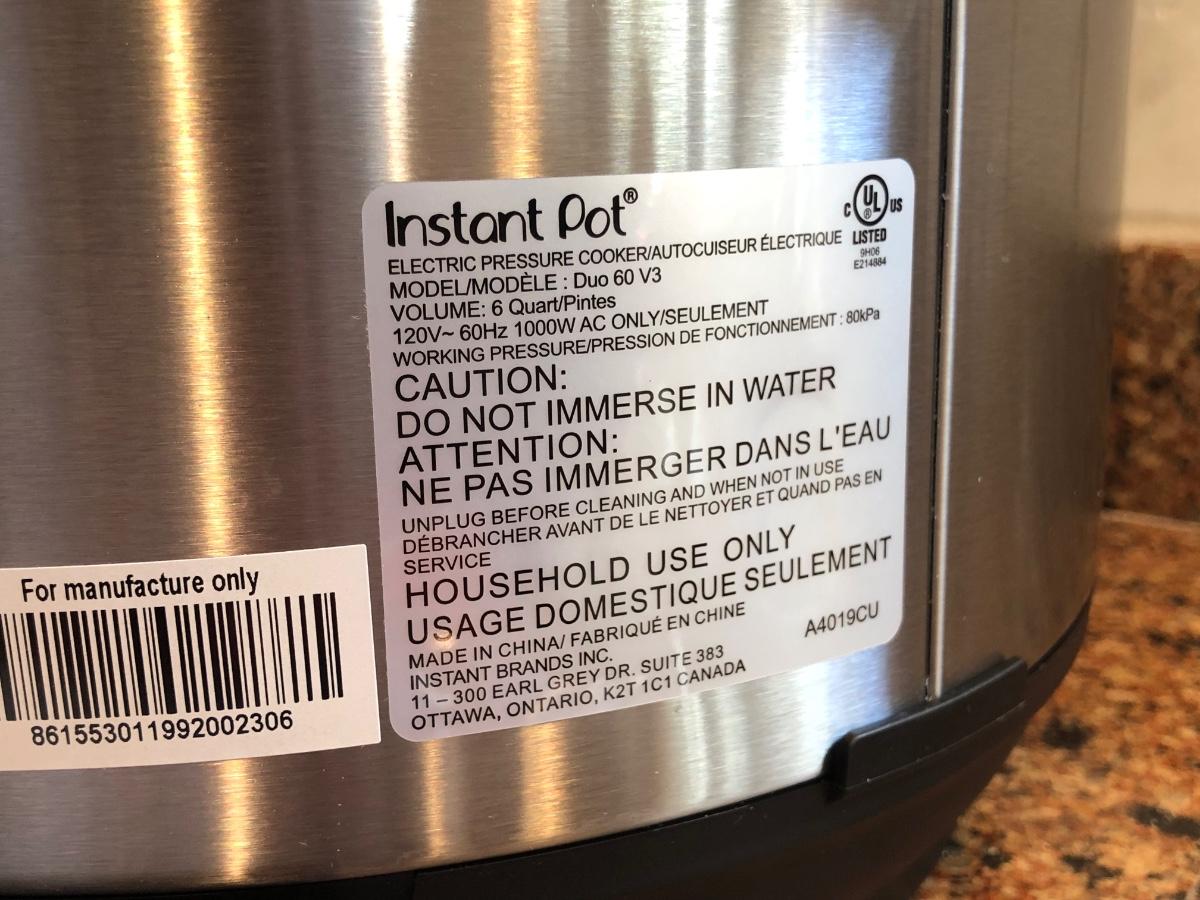 Instant Pot®
C UL ® US
LISTED
9H06
E214884
ELECTRIC PRESSURE COOKER/AUTOCUISEUR ÉLECTRIQUE
MODEL/MODÈLE : Duo 60 V3
VOLUME: 6 Quart/Pintes
120V~ 60Hz 1000W AC ONLY/SEULEMENT
WORKING PRESSURE/PRESSION DE FONCTIONNEMENT : 80kPa
CAUTION:
DO NOT IMMERSE IN WATER
ATTENTION:
NE PAS IMMERGER DANS L'EAU
UNPLUG BEFORE CLEANING AND WHEN NOT IN USE
DÉBRANCHER AVANT DE LE NETTOYER ET QUAND PAS EN
SERVICE
HOUSEHOLD USE ONLY
USAGE DOMESTIQUE SEULEMENT
MADE IN CHINA/ FABRIQUÉ EN CHINE
INSTANT BRANDS INC.
11 – 300 EARL GREY DR. SUITE 383
OTTAWA, ONTARIO, K2T 1C1 CANADA
A4019CU
For manufacture only
861553011992002306